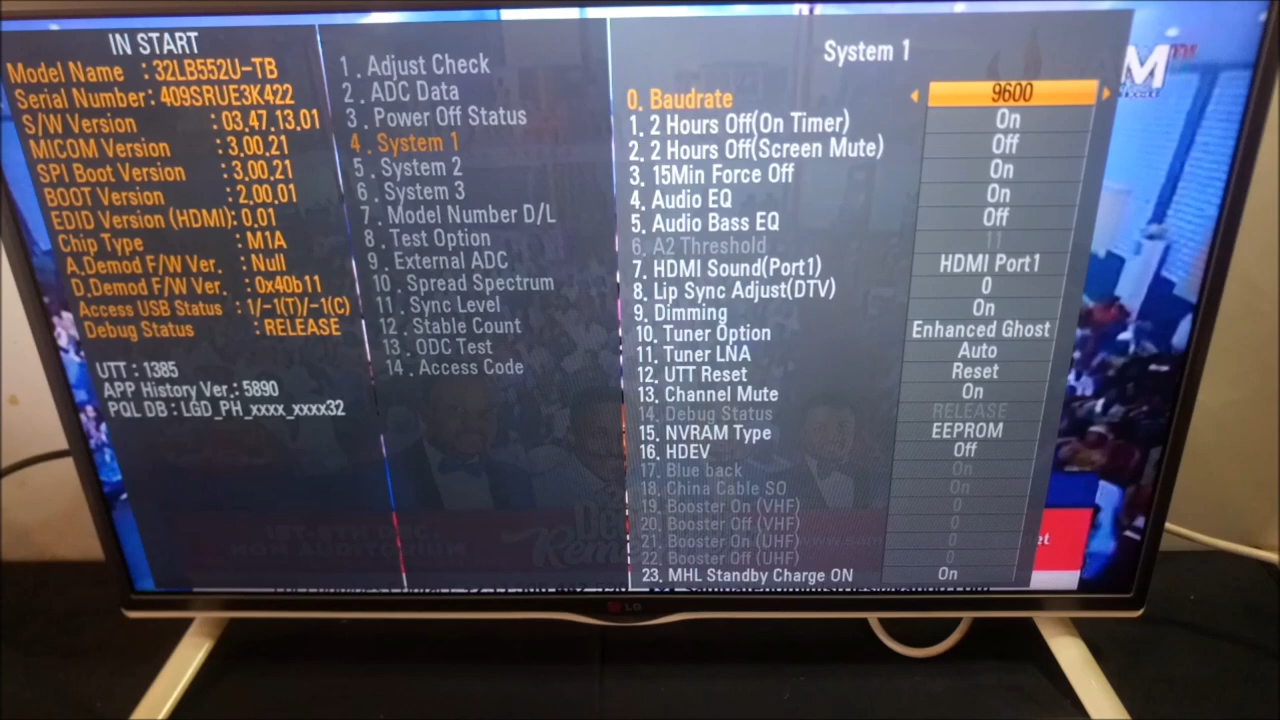 IN START
Model Name : 32LB552U-TB
Serial Number: 409SRUE3K422
S/W Version : 03.47.13.01
MICOM Version : 3.00.21
SPI Boot Version : 3.00.21
BOOT Version : 2.00.01
EDID Version (HDMI): 0.01
Chip Type : M1A
A.Demod F/W Ver. : Null
D.Demod F/W Ver. : 0x40b11
Access USB Status : 1/-1(T)/-1(C)
Debug Status : RELEASE
UTT : 1385
APP History Ver.: 5890
PQL DB : LGD_PH_xxxx_xxxx32
1 . Adjust Check
2 . ADC Data
3 . Power Off Status
4 . System 1
5 . System 2
6 . System 3
7 . Model Number D/L
8 . Test Option
9 . External ADC
10 . Spread Spectrum
11 . Sync Level
12 . Stable Count
13 . ODC Test
14 . Access Code
System 1
0. Baudrate 9600
1. 2 Hours Off(On Timer) On
2. 2 Hours Off(Screen Mute) Off
3. 15Min Force Off On
4. Audio EQ On
5. Audio Bass EQ Off
6. A2 Threshold 11
7. HDMI Sound(Port1) HDMI Port1
8. Lip Sync Adjust(DTV) 0
9. Dimming On
10. Tuner Option Enhanced Ghost
11. Tuner LNA Auto
12. UTT Reset Reset
13. Channel Mute On
14. Debug Status RELEASE
15. NVRAM Type EEPROM
16. HDEV Off
17. Blue back On
18. China Cable SO On
19. Booster On (VHF) 0
20. Booster Off (VHF) 0
21. Booster On (UHF) 0
22. Booster Off (UHF) 0
23. MHL Standby Charge ON On
M
LG